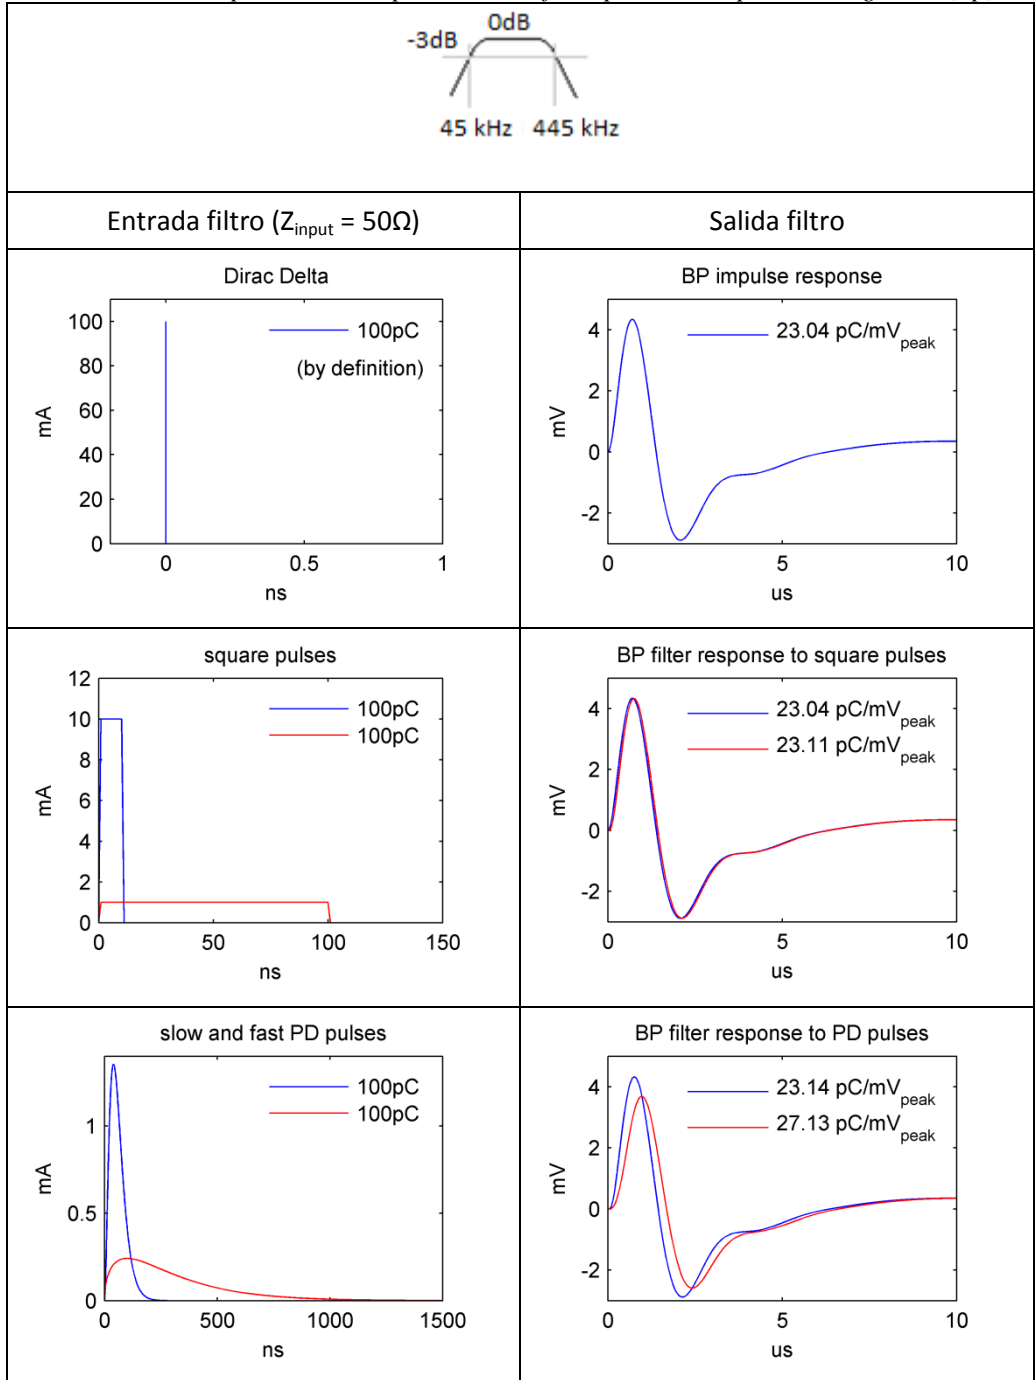 0dB
-3dB
45 kHz 445 kHz
Entrada filtro (Zinput = 50Ω)
Salida filtro
Dirac Delta
100
80
60
40
20
0
mA
100pC
(by definition)
0 0.5 1
ns
BP impulse response
4
2
0
-2
mV
23.04 pC/mVpeak
0 5 10
us
square pulses
12
10
8
6
4
2
0
mA
100pC
100pC
0 50 100 150
ns
BP filter response to square pulses
4
2
0
-2
mV
23.04 pC/mVpeak
23.11 pC/mVpeak
0 5 10
us
slow and fast PD pulses
1
0.5
0
mA
100pC
100pC
0 500 1000 1500
ns
BP filter response to PD pulses
4
2
0
-2
mV
23.14 pC/mVpeak
27.13 pC/mVpeak
0 5 10
us